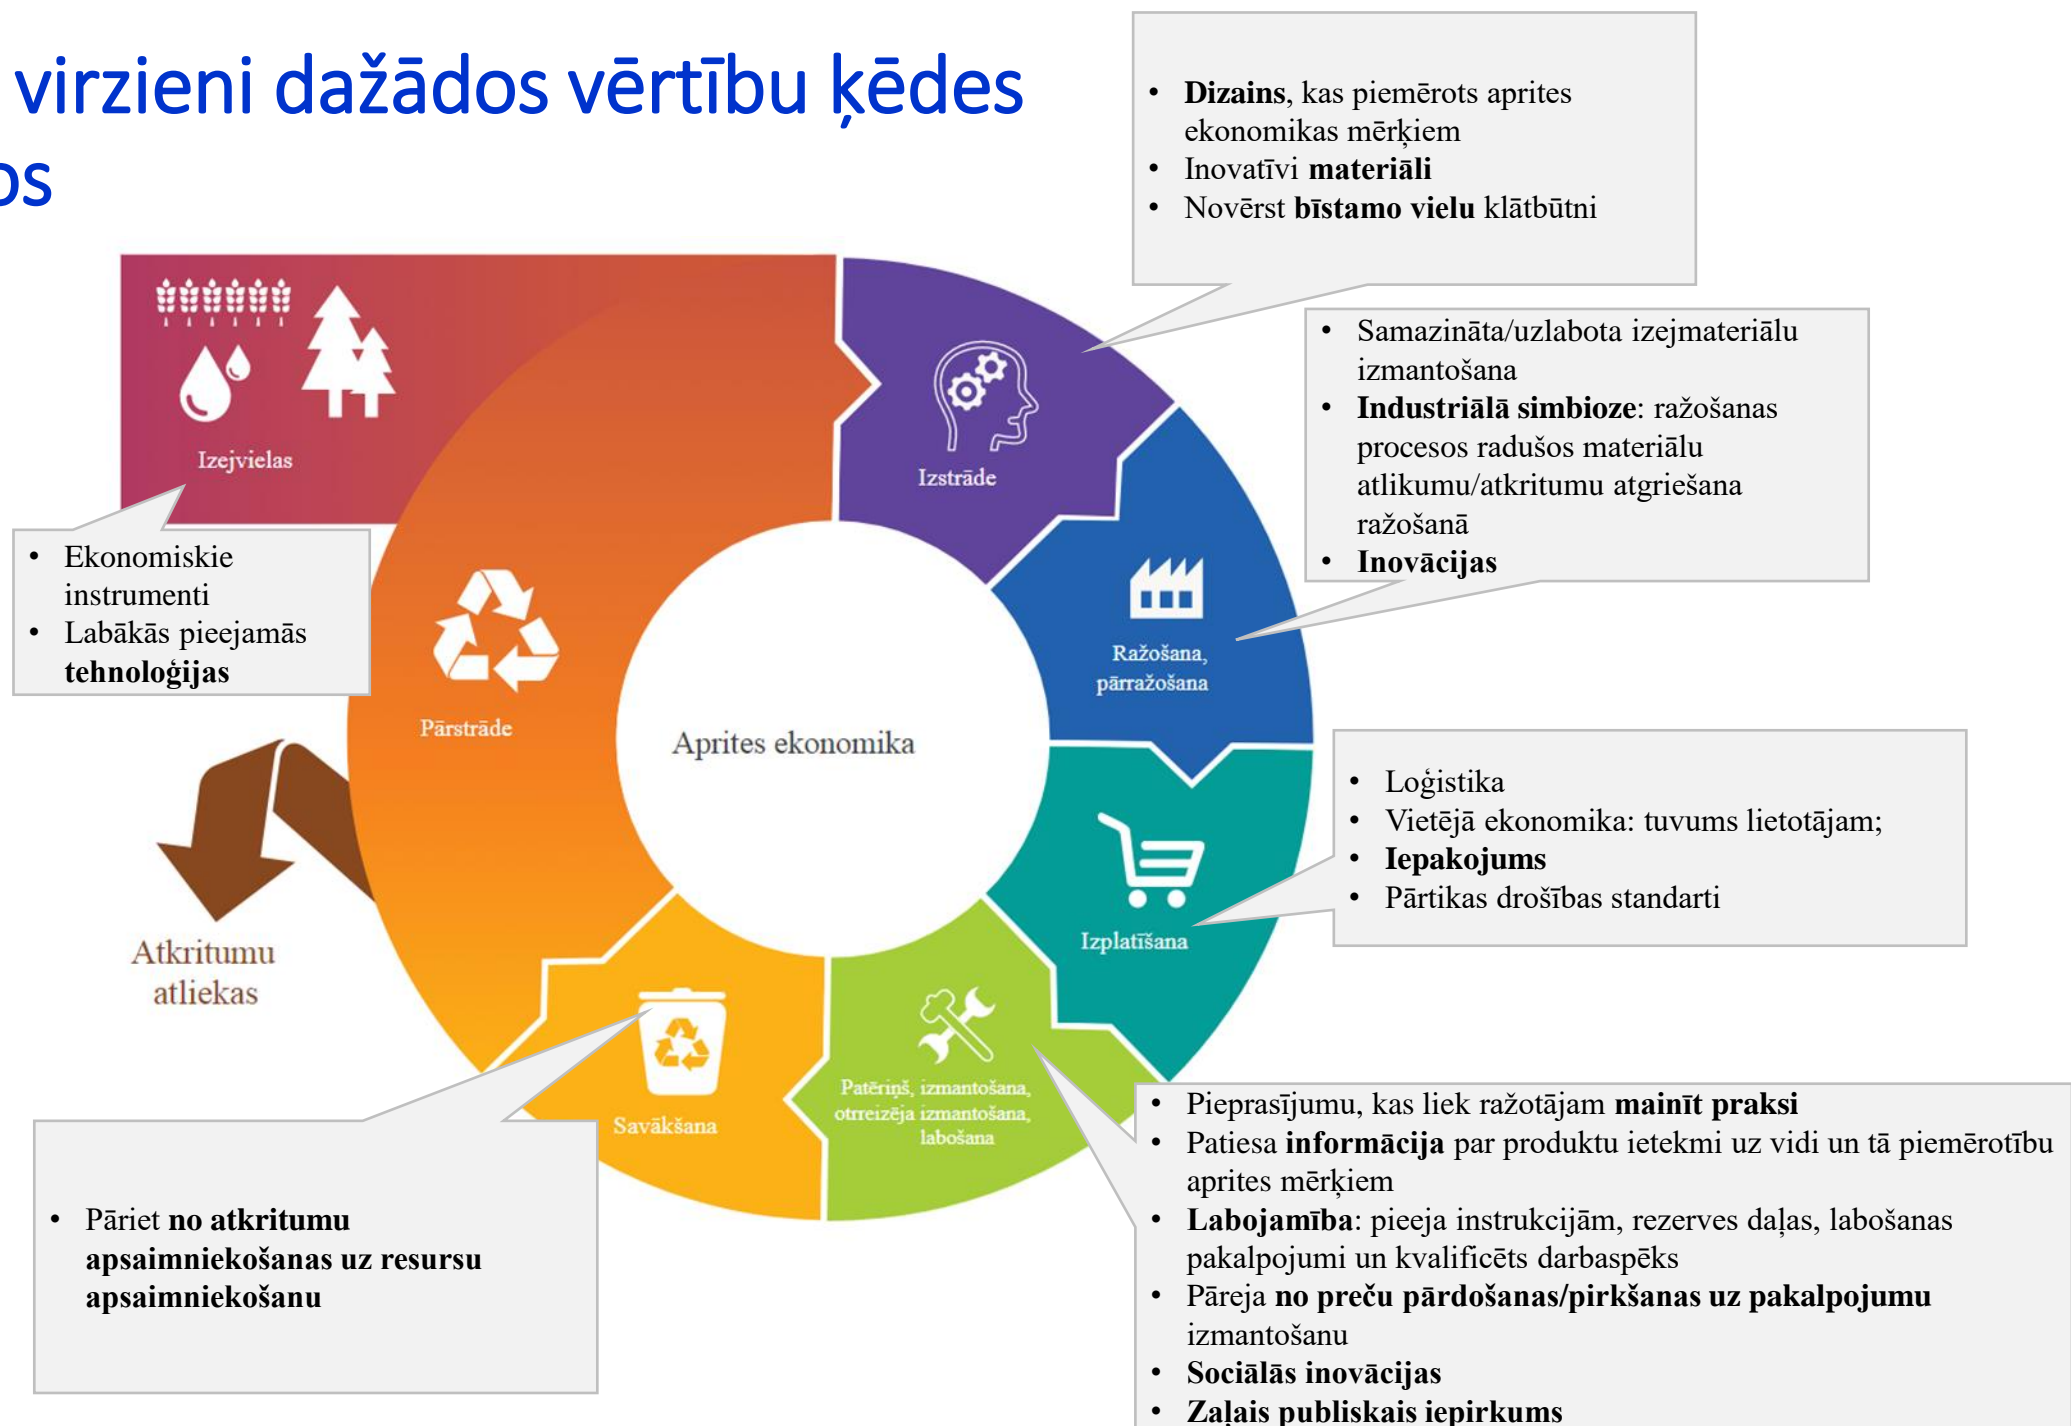 virzieni dažādos vērtību ķēdes
os
• Dizains, kas piemērots aprites
ekonomikas mērķiem
• Inovatīvi materiāli
• Novērst bīstamo vielu klātbūtni
Izejvielas
Izstrāde
• Samazināta/uzlabota izejmateriālu
izmantošana
• Industriālā simbioze: ražošanas
procesos radušos materiālu
atlikumu/atkritumu atgriešana
ražošanā
• Inovācijas
• Ekonomiskie
instrumenti
• Labākās pieejamās
tehnoloģijas
Ražošana,
pārražošana
Pārstrāde
Aprites ekonomika
• Loģistika
• Vietējā ekonomika: tuvums lietotājam;
• Iepakojums
• Pārtikas drošības standarti
Izplatīšana
Atkritumu
atliekas
Patēriņš, izmantošana,
otrreizēja izmantošana,
labošana
Savākšana
• Pieprasījumu, kas liek ražotājam mainīt praksi
• Patiesa informācija par produktu ietekmi uz vidi un tā piemērotību
aprites mērķiem
• Labojamība: pieeja instrukcijām, rezerves daļas, labošanas
pakalpojumi un kvalificēts darbaspēks
• Pāreja no preču pārdošanas/pirkšanas uz pakalpojumu
izmantošanu
• Sociālās inovācijas
• Zaļais publiskais iepirkums
• Pāriet no atkritumu
apsaimniekošanas uz resursu
apsaimniekošanu